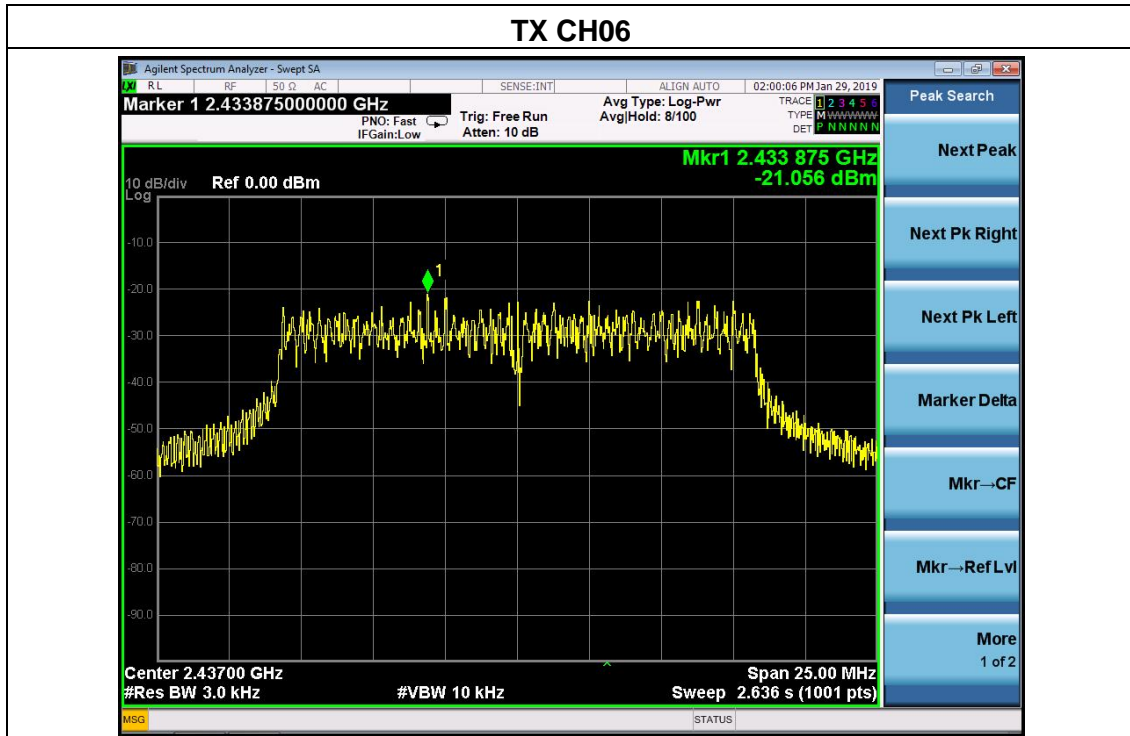 TX CH06
Agilent Spectrum Analyzer - Swept SA
LXI RL RF 50 Ω AC SENSE:INT ALIGN AUTO 02:00:06 PM Jan 29, 2019
Marker 1 2.433875000000 GHz
PNO: Fast
IFGain:Low
Trig: Free Run
Atten: 10 dB
Avg Type: Log-Pwr
Avg|Hold: 8/100
TRACE 1 2 3 4 5 6
TYPE M W W W W W
DET P N N N N N
Mkr1 2.433 875 GHz
-21.056 dBm
10 dB/div Ref 0.00 dBm
Log
-10.0
-20.0
-30.0
-40.0
-50.0
-60.0
-70.0
-80.0
-90.0
1
Center 2.43700 GHz Span 25.00 MHz
#Res BW 3.0 kHz #VBW 10 kHz Sweep 2.636 s (1001 pts)
MSG STATUS
Peak Search
Next Peak
Next Pk Right
Next Pk Left
Marker Delta
Mkr→CF
Mkr→Ref Lvl
More
1 of 2